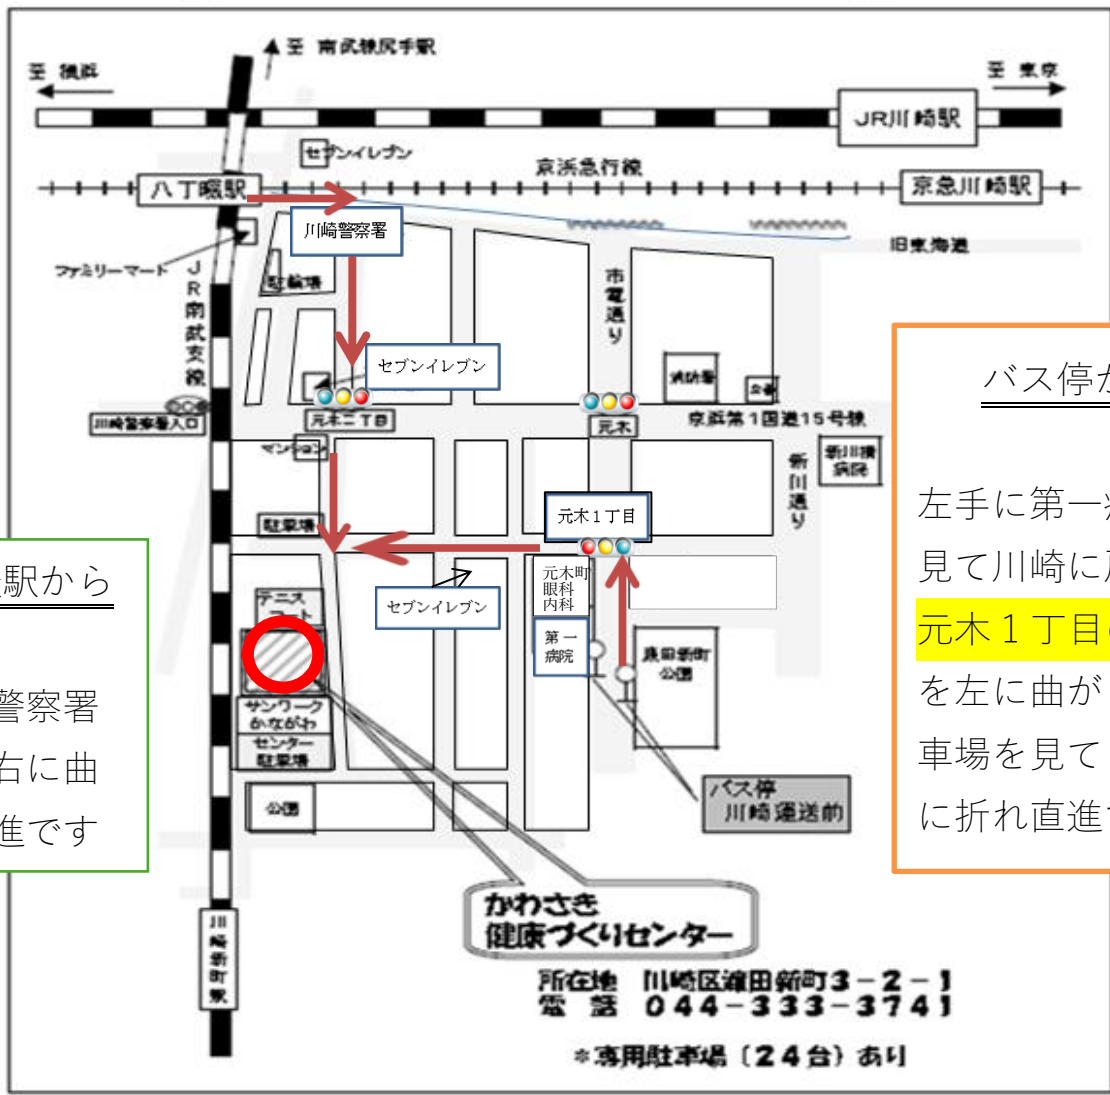 至 南武線尻手駅
至 横浜
至 東京
JR川崎駅
セブンイレブン
京浜急行線
八丁畷駅
京急川崎駅
川崎警察署
旧東海道
ファミリーマート
駐輪場
市電通り
JR南武支線
セブンイレブン
消防署
川崎警察署入口
元木二丁目
元木
京浜第1国道15号線
マンション
新川橋
病院
新川通り
駐車場
元木1丁目
元木町
眼科
内科
セブンイレブン
テニス
コート
第一
病院
公園
サンワーク
かながわ
センター
駐車場
バス停
川崎運送前
公園
かわさき
健康づくりセンター
川崎新町駅
所在地 川崎区渡田新町3-2-1
電話 044-333-3741
*専用駐車場(24台)あり
駅から
警察署
右に曲
進です
バス停か
左手に第一
見て川崎に
元木1丁目
を左に曲が
車場を見て
に折れ直進